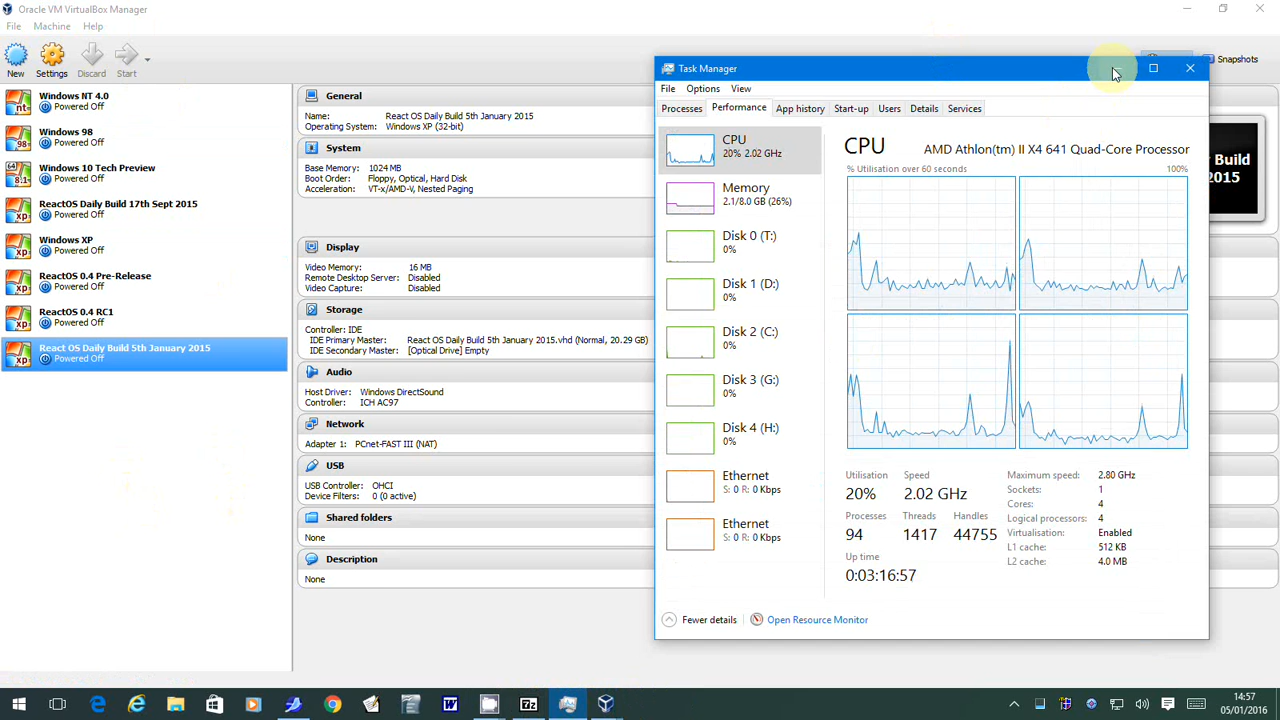 Oracle VM VirtualBox Manager
File Machine Help
New Settings Discard Start
Snapshots
Windows NT 4.0
Powered Off
Windows 98
Powered Off
Windows 10 Tech Preview
Powered Off
ReactOS Daily Build 17th Sept 2015
Powered Off
Windows XP
Powered Off
ReactOS 0.4 Pre-Release
Powered Off
ReactOS 0.4 RC1
Powered Off
React OS Daily Build 5th January 2015
Powered Off
General
Name: React OS Daily Build 5th January 2015
Operating System: Windows XP (32-bit)
System
Base Memory: 1024 MB
Boot Order: Floppy, Optical, Hard Disk
Acceleration: VT-x/AMD-V, Nested Paging
Display
Video Memory: 16 MB
Remote Desktop Server: Disabled
Video Capture: Disabled
Storage
Controller: IDE
IDE Primary Master: React OS Daily Build 5th January 2015.vhd (Normal, 20.29 GB)
IDE Secondary Master: [Optical Drive] Empty
Audio
Host Driver: Windows DirectSound
Controller: ICH AC97
Network
Adapter 1: PCnet-FAST III (NAT)
USB
USB Controller: OHCI
Device Filters: 0 (0 active)
Shared folders
None
Description
None
y Build
2015
Task Manager
File Options View
Processes Performance App history Start-up Users Details Services
CPU
20% 2.02 GHz
Memory
2.1/8.0 GB (26%)
Disk 0 (T:)
0%
Disk 1 (D:)
0%
Disk 2 (C:)
0%
Disk 3 (G:)
0%
Disk 4 (H:)
0%
Ethernet
S: 0 R: 0 Kbps
Ethernet
S: 0 R: 0 Kbps
CPU AMD Athlon(tm) II X4 641 Quad-Core Processor
% Utilisation over 60 seconds 100%
Utilisation Speed
20% 2.02 GHz
Processes Threads Handles
94 1417 44755
Up time
0:03:16:57
Maximum speed: 2.80 GHz
Sockets: 1
Cores: 4
Logical processors: 4
Virtualisation: Enabled
L1 cache: 512 KB
L2 cache: 4.0 MB
Fewer details Open Resource Monitor
14:57
05/01/2016